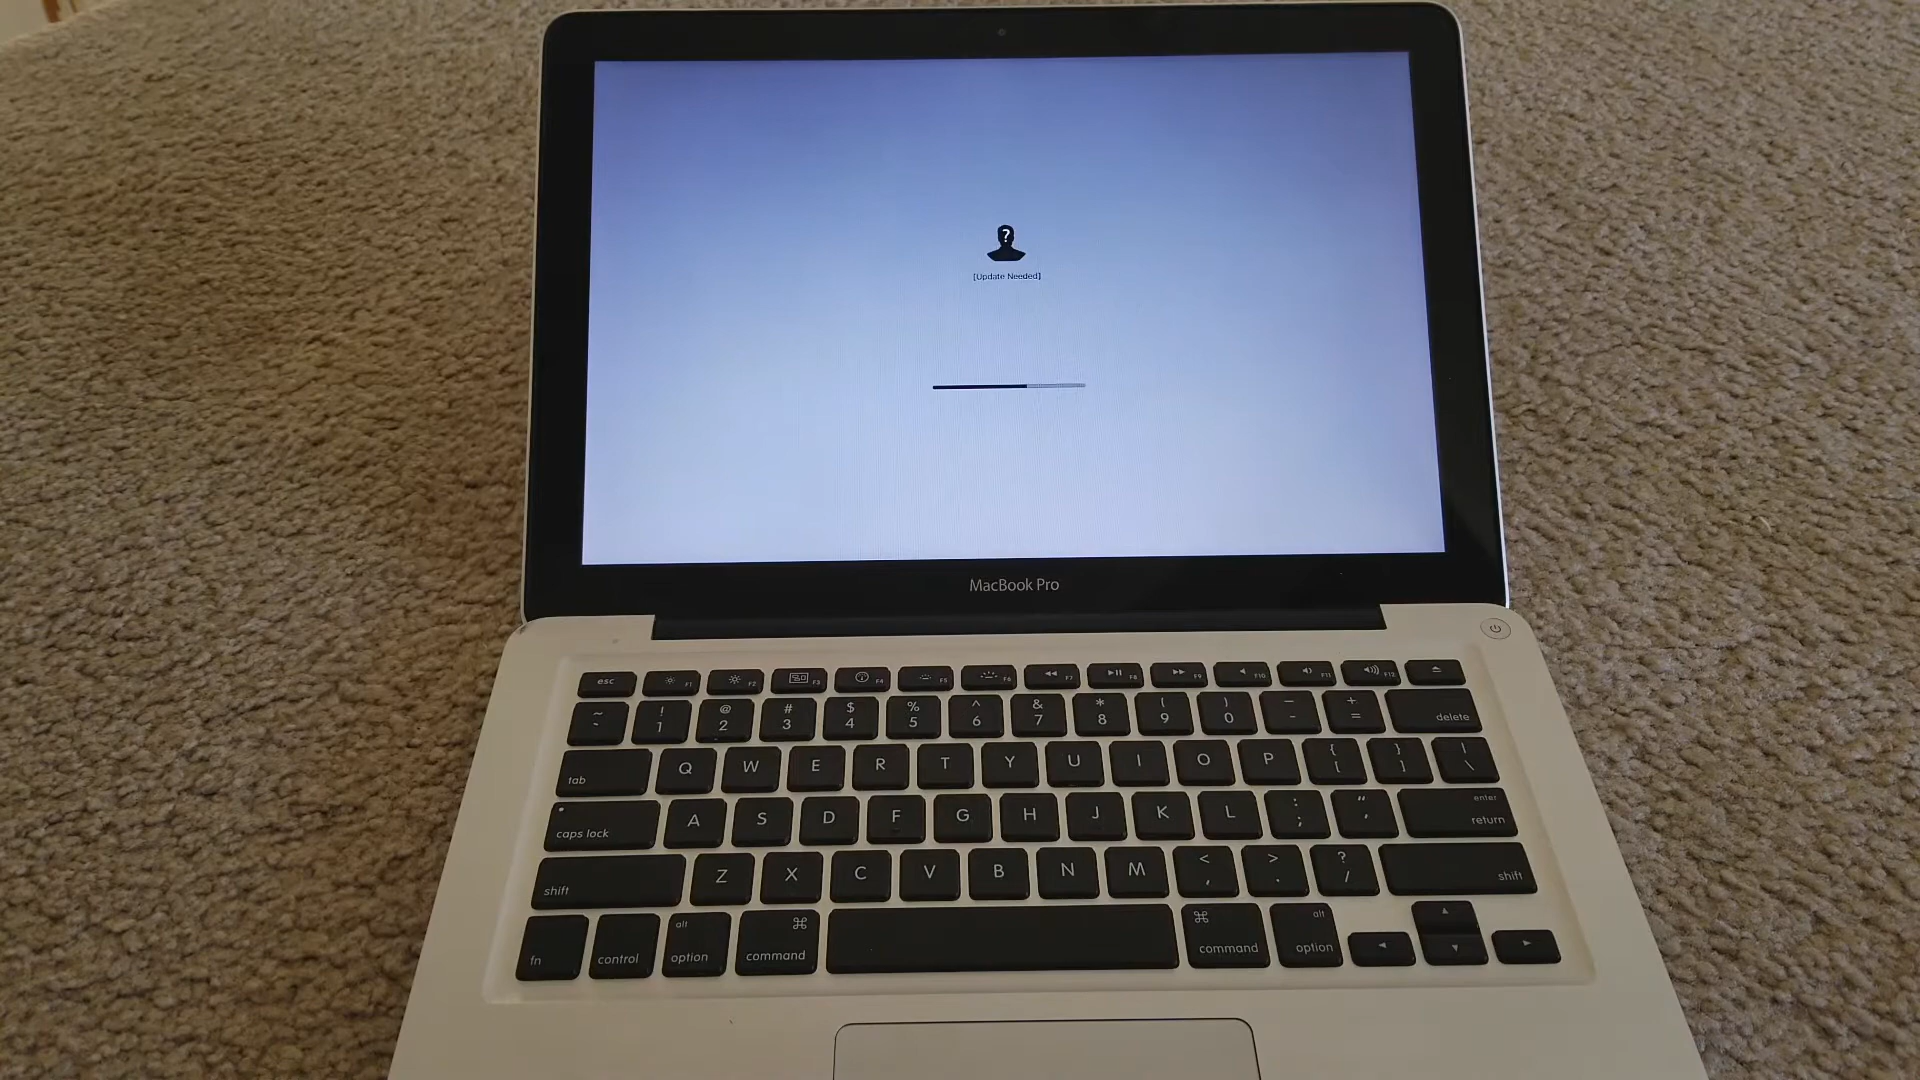 ?
[Update Needed]
MacBook Pro
esc F1 F2 F3 F4 F5 F6 F7 F8 F9 F10 F11 F12
~ ! @ # $ % ^ & * ( ) — +
` 1 2 3 4 5 6 7 8 9 0 - = delete
tab Q W E R T Y U I O P { [ } ] | \
caps lock A S D F G H J K L : ; " ' enter return
shift Z X C V B N M < , > . ? / shift
fn control alt option ⌘ command ⌘ command alt option